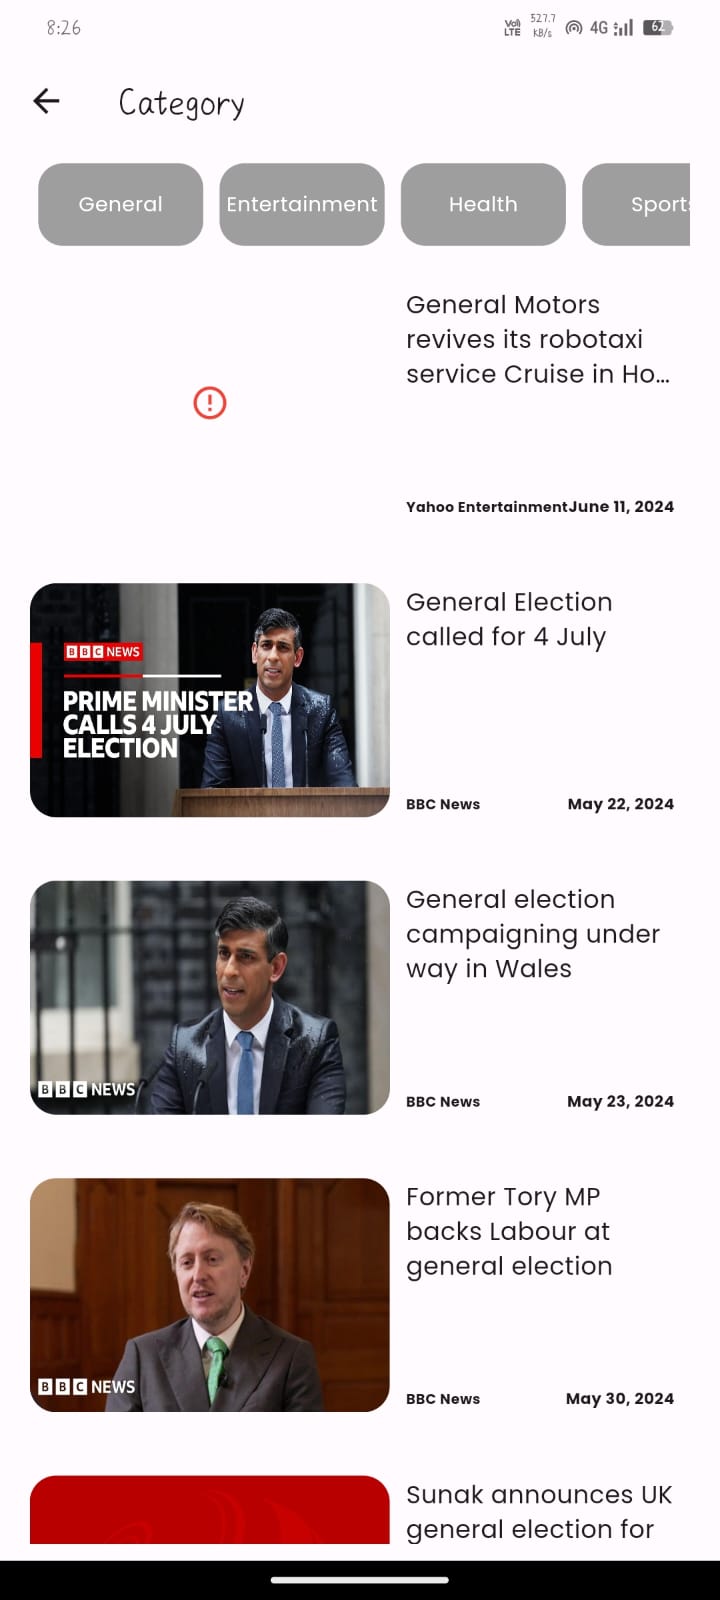 8:26
Vo) LTE 527.7 KB/s 4G 62
Category
General Entertainment Health Sports
General Motors
revives its robotaxi
service Cruise in Ho...
Yahoo Entertainment June 11, 2024
BBC NEWS
PRIME MINISTER
CALLS 4 JULY
ELECTION
General Election
called for 4 July
BBC News May 22, 2024
BBC NEWS
General election
campaigning under
way in Wales
BBC News May 23, 2024
BBC NEWS
Former Tory MP
backs Labour at
general election
BBC News May 30, 2024
Sunak announces UK
general election for